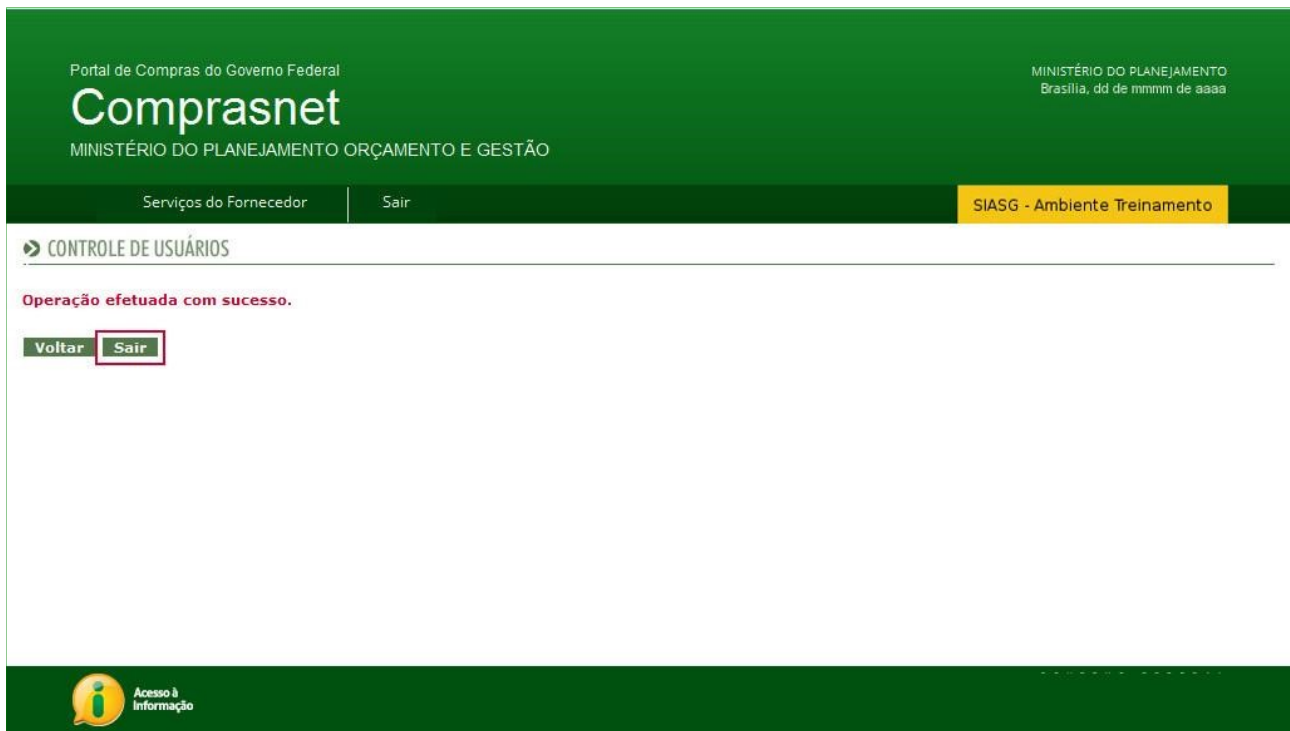 Portal de Compras do Governo Federal
Comprasnet
MINISTÉRIO DO PLANEJAMENTO ORÇAMENTO E GESTÃO
MINISTÉRIO DO PLANEJAMENTO
Brasília, dd de mmmm de aaaa
Serviços do Fornecedor Sair
SIASG - Ambiente Treinamento
CONTROLE DE USUÁRIOS
Operação efetuada com sucesso.
Voltar Sair
Acesso à
Informação